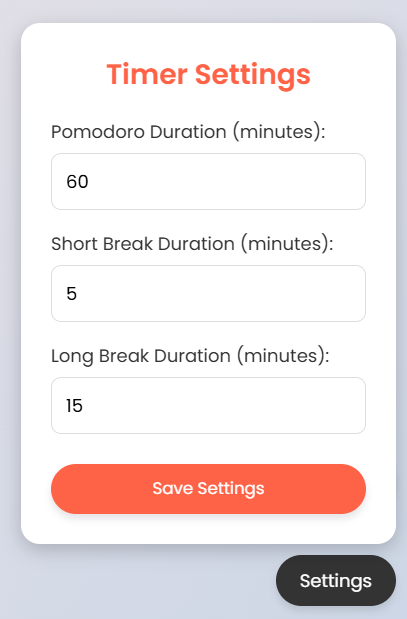 Timer Settings
Pomodoro Duration (minutes):
60
Short Break Duration (minutes):
5
Long Break Duration (minutes):
15
Save Settings
Settings